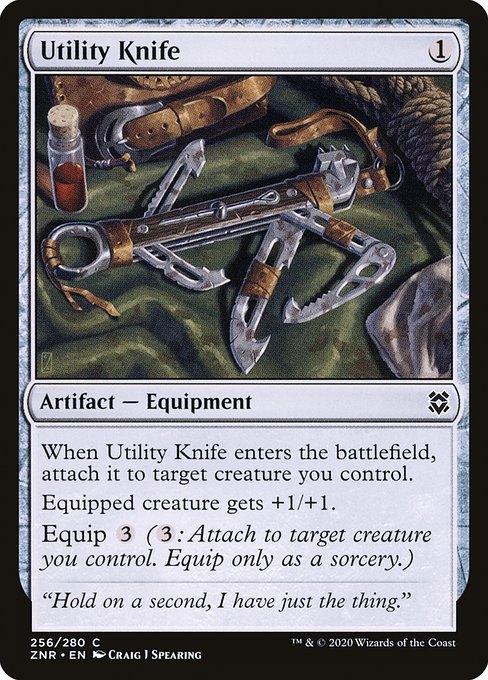 Utility Knife 1
Artifact — Equipment
When Utility Knife enters the battlefield,
attach it to target creature you control.
Equipped creature gets +1/+1.
Equip 3 (3: Attach to target creature
you control. Equip only as a sorcery.)
“Hold on a second, I have just the thing.”
256/280 C
ZNR • EN Craig J Spearing
™ & © 2020 Wizards of the Coast